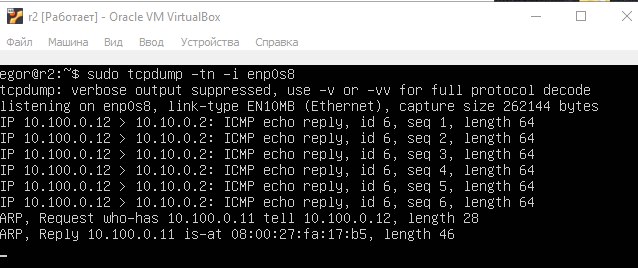 r2 [Работает] - Oracle VM VirtualBox
Файл Машина Вид Ввод Устройства Справка
egor@r2:~$ sudo tcpdump -tn -i enp0s8
tcpdump: verbose output suppressed, use -v or -vv for full protocol decode
listening on enp0s8, link-type EN10MB (Ethernet), capture size 262144 bytes
IP 10.100.0.12 > 10.10.0.2: ICMP echo reply, id 6, seq 1, length 64
IP 10.100.0.12 > 10.10.0.2: ICMP echo reply, id 6, seq 2, length 64
IP 10.100.0.12 > 10.10.0.2: ICMP echo reply, id 6, seq 3, length 64
IP 10.100.0.12 > 10.10.0.2: ICMP echo reply, id 6, seq 4, length 64
IP 10.100.0.12 > 10.10.0.2: ICMP echo reply, id 6, seq 5, length 64
IP 10.100.0.12 > 10.10.0.2: ICMP echo reply, id 6, seq 6, length 64
ARP, Request who-has 10.100.0.11 tell 10.100.0.12, length 28
ARP, Reply 10.100.0.11 is-at 08:00:27:fa:17:b5, length 46